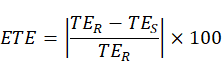 ETE = |(TE_R − TE_S) / TE_R| × 100